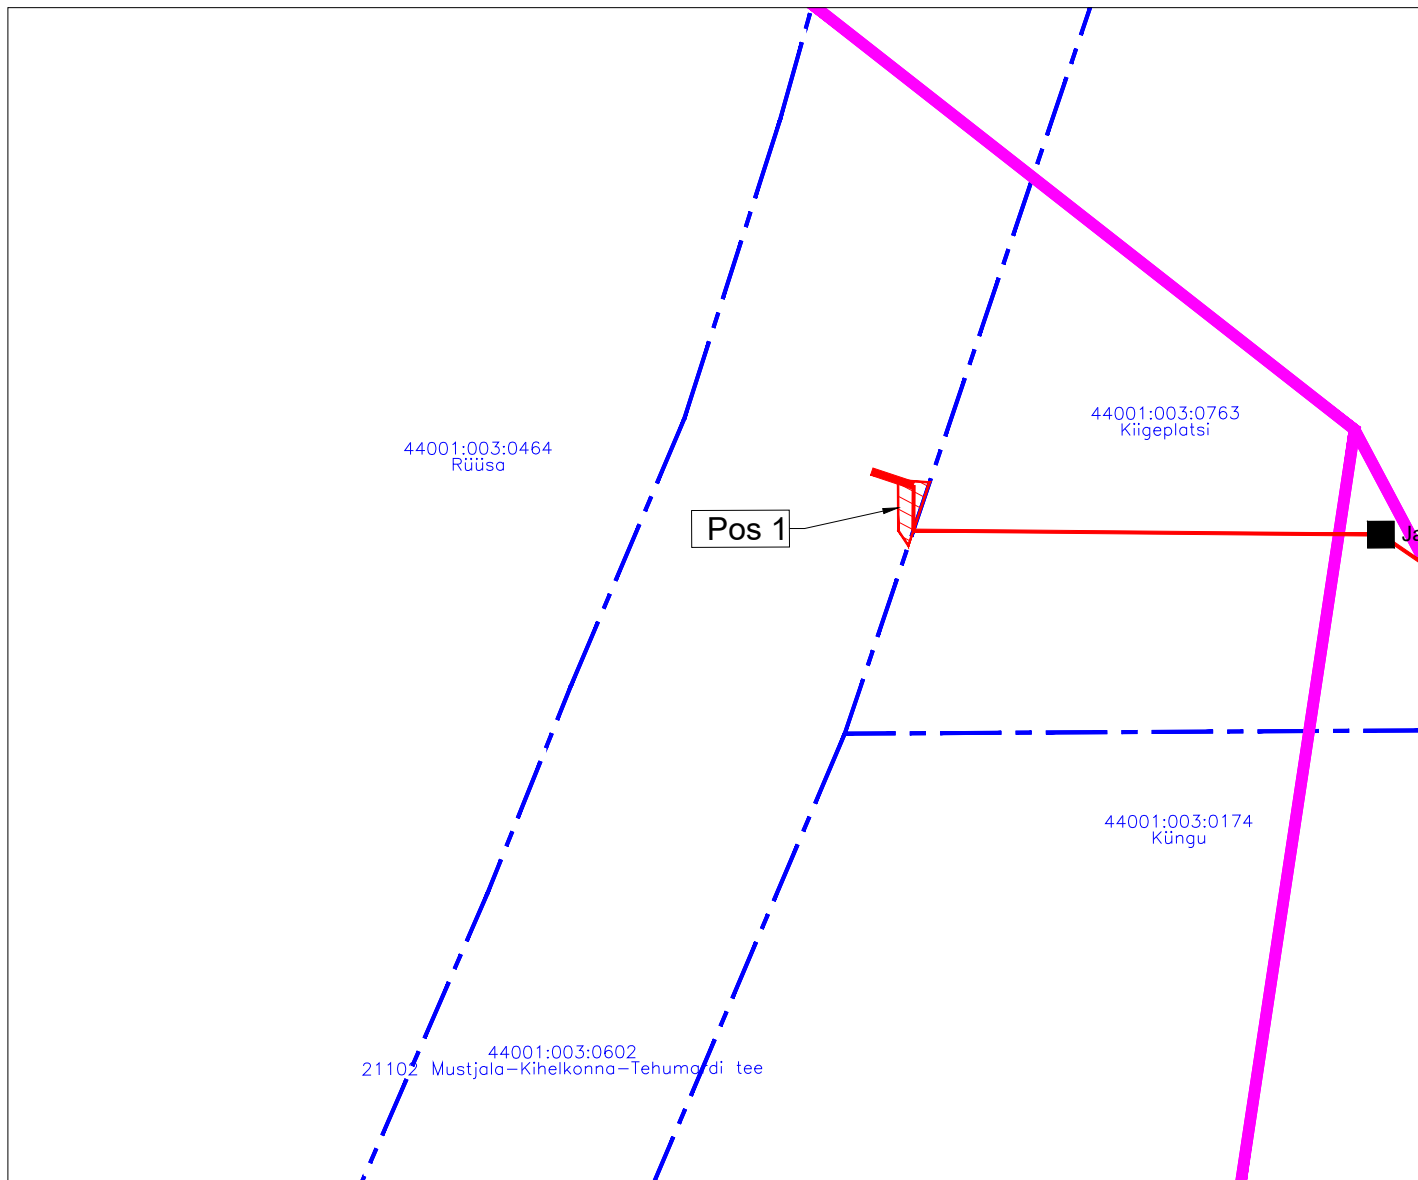 44001:003:0763
Kiigeplatsi
44001:003:0464
Rüüsa
Pos 1
44001:003:0174
Küngu
44001:003:0602
21102 Mustjala-Kihelkonna-Tehumardi tee